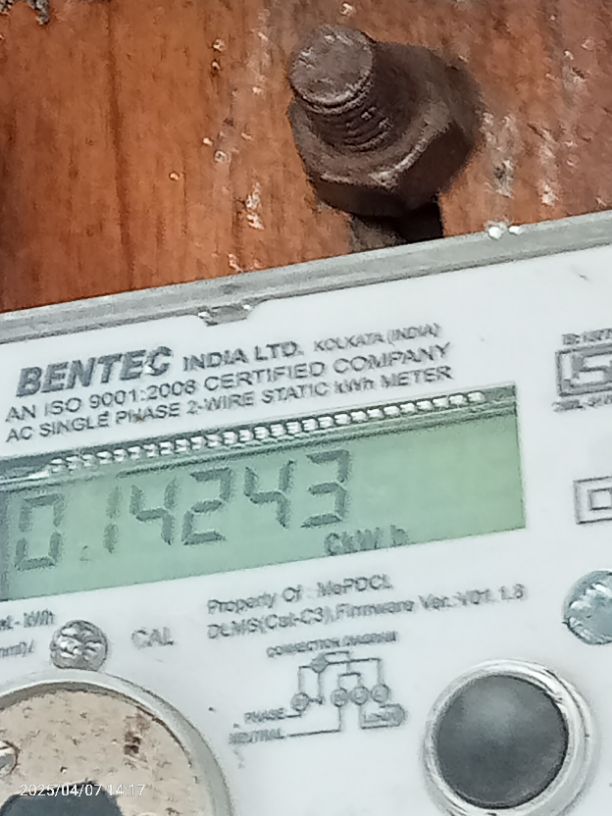 BENTEC INDIA LTD. KOLKATA (INDIA)
AN ISO 9001:2008 CERTIFIED COMPANY
AC SINGLE PHASE 2-WIRE STATIC kWh METER
0.14243
CkWh
Property Of : MePDCL
kWh
CAL
DLMS(Cat-C3),Firmware Ver.:V01.1.8
CONNECTION DIAGRAM
PHASE
NEUTRAL
LOAD
2025/04/07 14:17